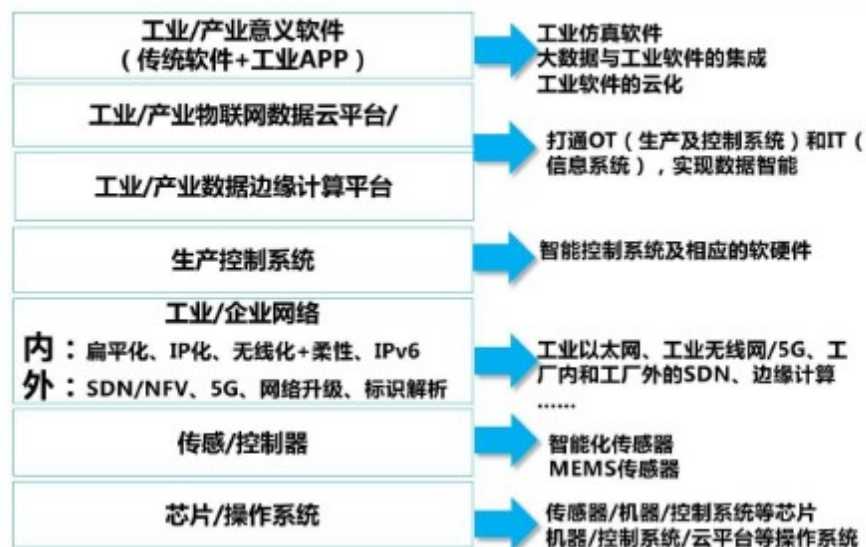 工业/产业意义软件
（传统软件+工业APP）
工业仿真软件
大数据与工业软件的集成
工业软件的云化
工业/产业物联网数据云平台/
工业/产业数据边缘计算平台
打通OT（生产及控制系统）和IT（
信息系统），实现数据智能
生产控制系统
智能控制系统及相应的软硬件
工业/企业网络
内：扁平化、IP化、无线化+柔性、IPv6
外：SDN/NFV、5G、网络升级、标识解析
工业以太网、工业无线网/5G、工
厂内和工厂外的SDN、边缘计算
……
传感/控制器
智能化传感器
MEMS传感器
芯片/操作系统
传感器/机器/控制系统等芯片
机器/控制系统/云平台等操作系统